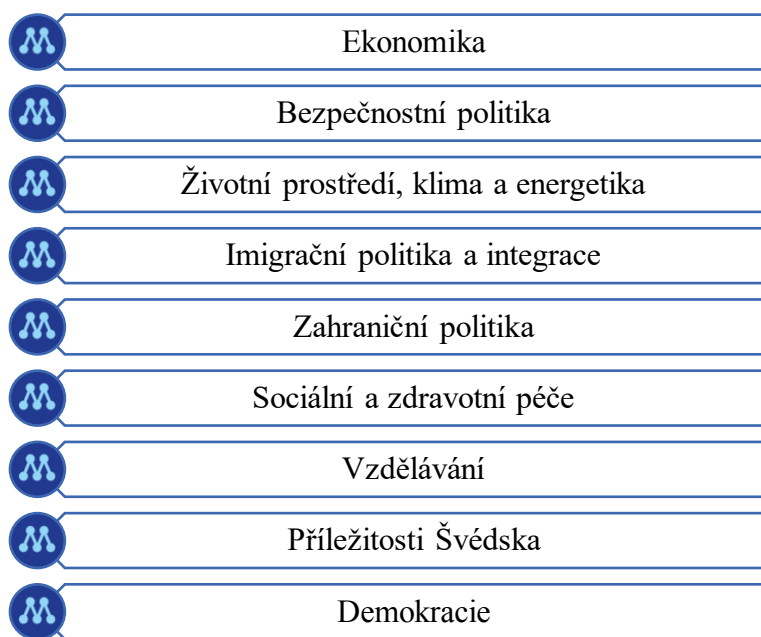 Ekonomika
Bezpečnostní politika
Životní prostředí, klima a energetika
Imigrační politika a integrace
Zahraniční politika
Sociální a zdravotní péče
Vzdělávání
Příležitosti Švédska
Demokracie